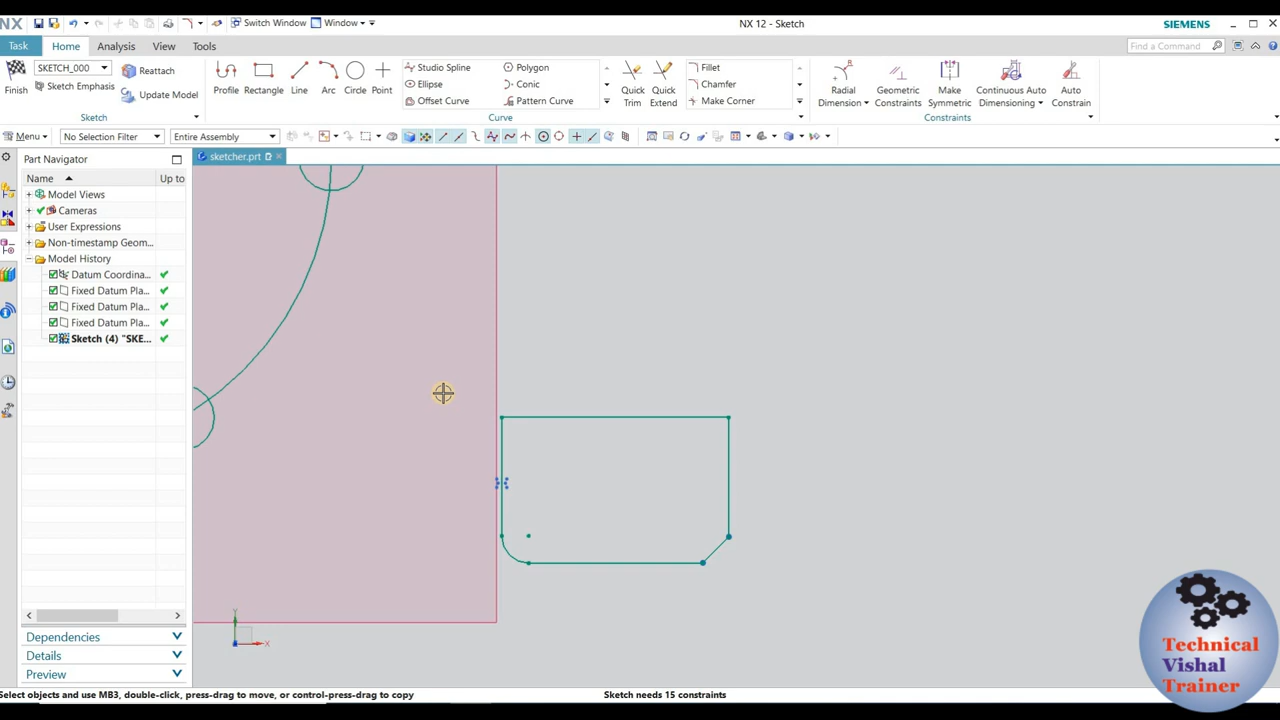 NX
Switch Window
Window
NX 12 - Sketch
SIEMENS
Task
Home
Analysis
View
Tools
Find a Command
Finish
SKETCH_000
Sketch Emphasis
Reattach
Update Model
Sketch
Profile
Rectangle
Line
Arc
Circle
Point
Studio Spline
Ellipse
Offset Curve
Polygon
Conic
Pattern Curve
Quick
Trim
Quick
Extend
Fillet
Chamfer
Make Corner
Curve
Radial
Dimension
Geometric
Constraints
Make
Symmetric
Continuous Auto
Dimensioning
Auto
Constrain
Constraints
Menu
No Selection Filter
Entire Assembly
Part Navigator
sketcher.prt
Name
Up to
Model Views
Cameras
User Expressions
Non-timestamp Geom...
Model History
Datum Coordina...
Fixed Datum Pla...
Fixed Datum Pla...
Fixed Datum Pla...
Sketch (4) "SKE...
Dependencies
Details
Preview
Y
X
Technical
Vishal
Trainer
Select objects and use MB3, double-click, press-drag to move, or control-press-drag to copy
Sketch needs 15 constraints